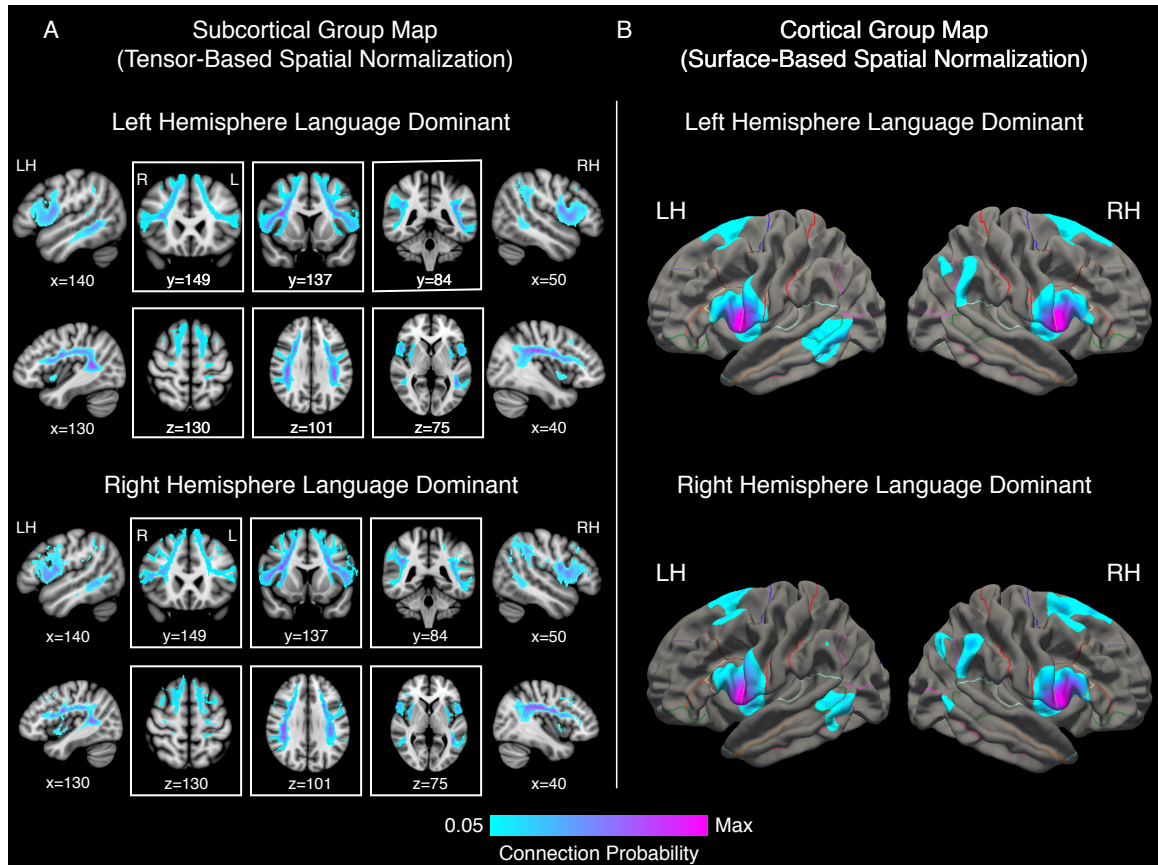 A
Subcortical Group Map
(Tensor-Based Spatial Normalization)
Left Hemisphere Language Dominant
LH
R
L
RH
x=140
y=149
y=137
y=84
x=50
x=130
z=130
z=101
z=75
x=40
Right Hemisphere Language Dominant
LH
R
L
RH
x=140
y=149
y=137
y=84
x=50
x=130
z=130
z=101
z=75
x=40
B
Cortical Group Map
(Surface-Based Spatial Normalization)
Left Hemisphere Language Dominant
LH
RH
Right Hemisphere Language Dominant
LH
RH
0.05
Max
Connection Probability